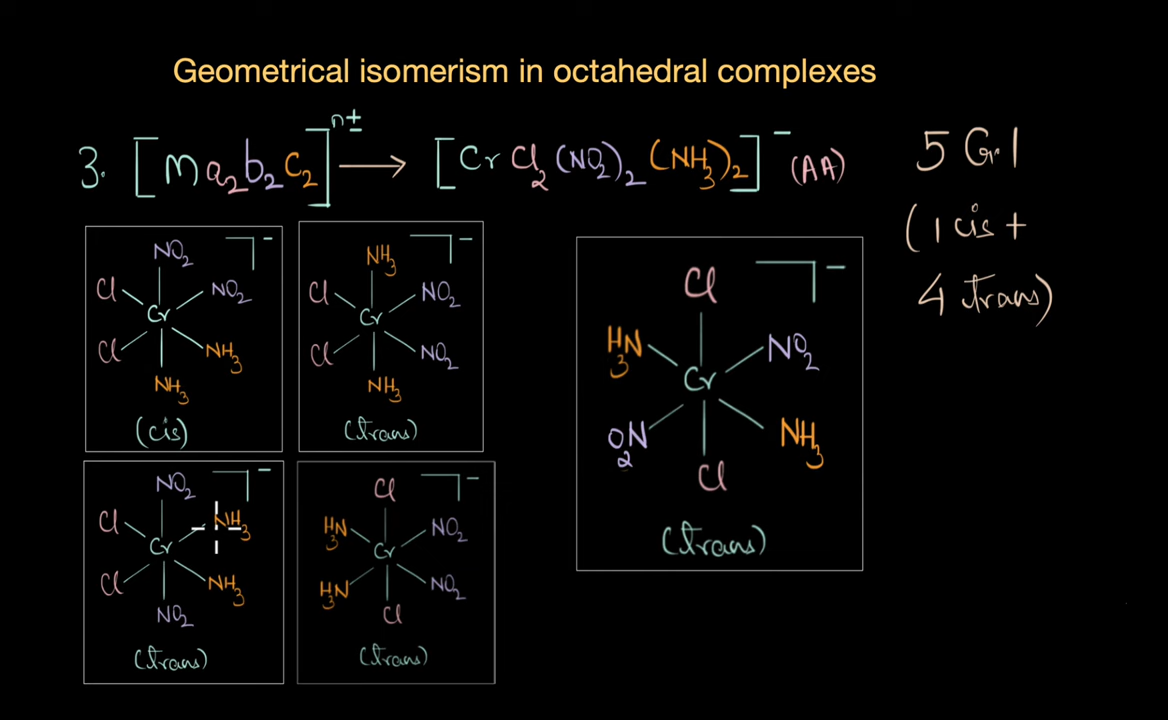 Geometrical isomerism in octahedral complexes
3. [Ma₂b₂c₂]ⁿ± → [CrCl₂(NO₂)₂(NH₃)₂]⁻ (AA)
5 G.I
(1 cis +
4 trans)
NO₂ –
Cl NO₂
Cr
Cl NH₃
NH₃
(cis)
NH₃ –
Cl NO₂
Cr
Cl NO₂
NH₃
(trans)
Cl –
H₃N NO₂
Cr
O₂N NH₃
Cl
(trans)
NO₂ –
Cl NH₃
Cr
Cl NH₃
NO₂
(trans)
Cl –
H₃N NO₂
Cr
H₃N NO₂
Cl
(trans)